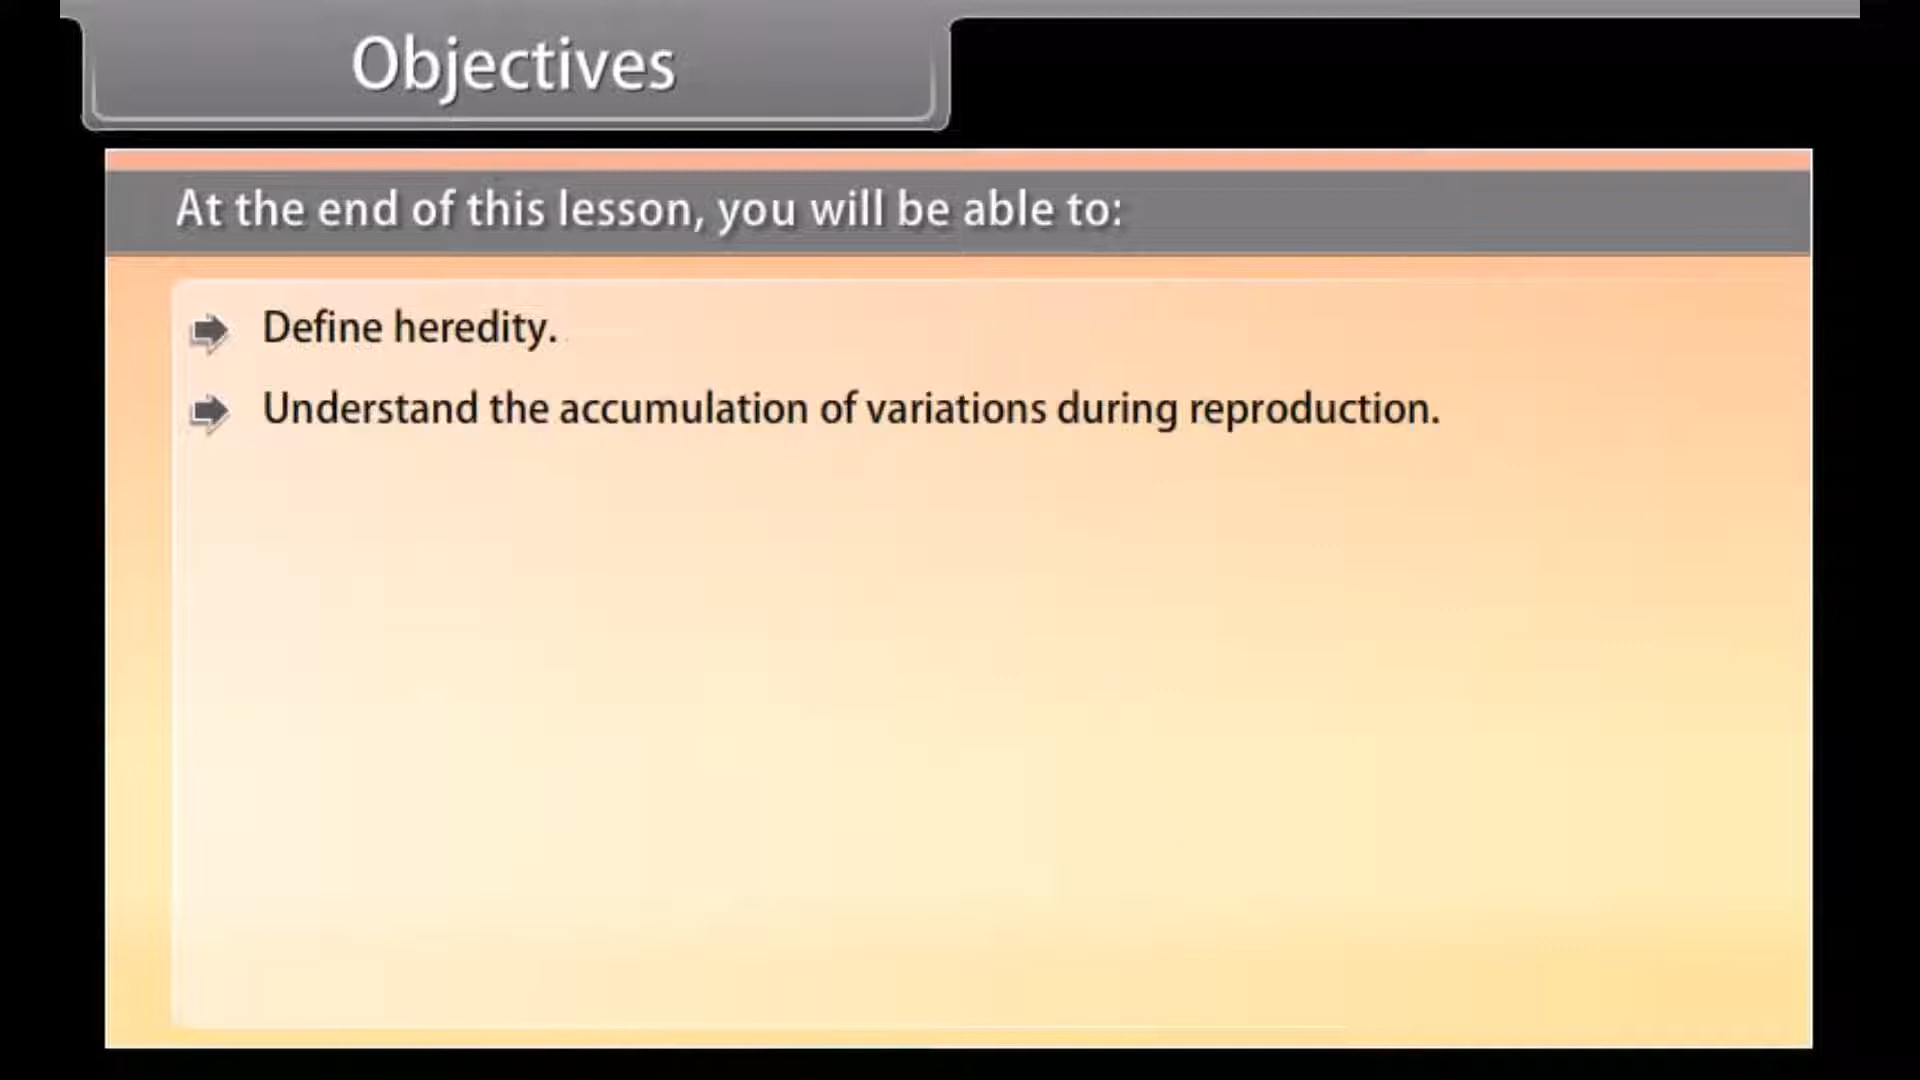 Objectives
At the end of this lesson, you will be able to:
Define heredity.
Understand the accumulation of variations during reproduction.